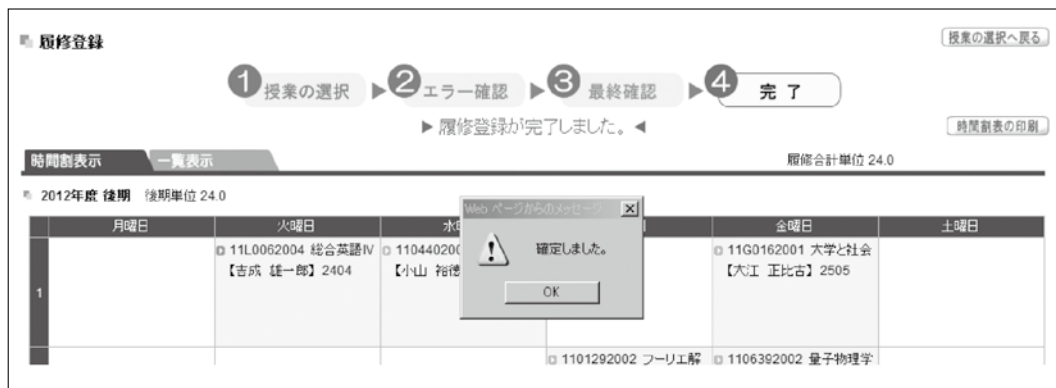 履修登録
授業の選択へ戻る
1 授業の選択 ▶ 2 エラー確認 ▶ 3 最終確認 ▶ 4 完了
▶ 履修登録が完了しました。 ◀
時間割表の印刷
時間割表示 一覧表示 履修合計単位 24.0
2012年度 後期 後期単位 24.0
月曜日 火曜日 水 金曜日 土曜日
Web ページからのメッセージ
確定しました。
OK
1
11L0062004 総合英語Ⅳ
【吉成 雄一郎】2404
110440200
【小山 裕徳
11G0162001 大学と社会
【大江 正比古】2505
1101292002 フーリエ解
1106392002 量子物理学